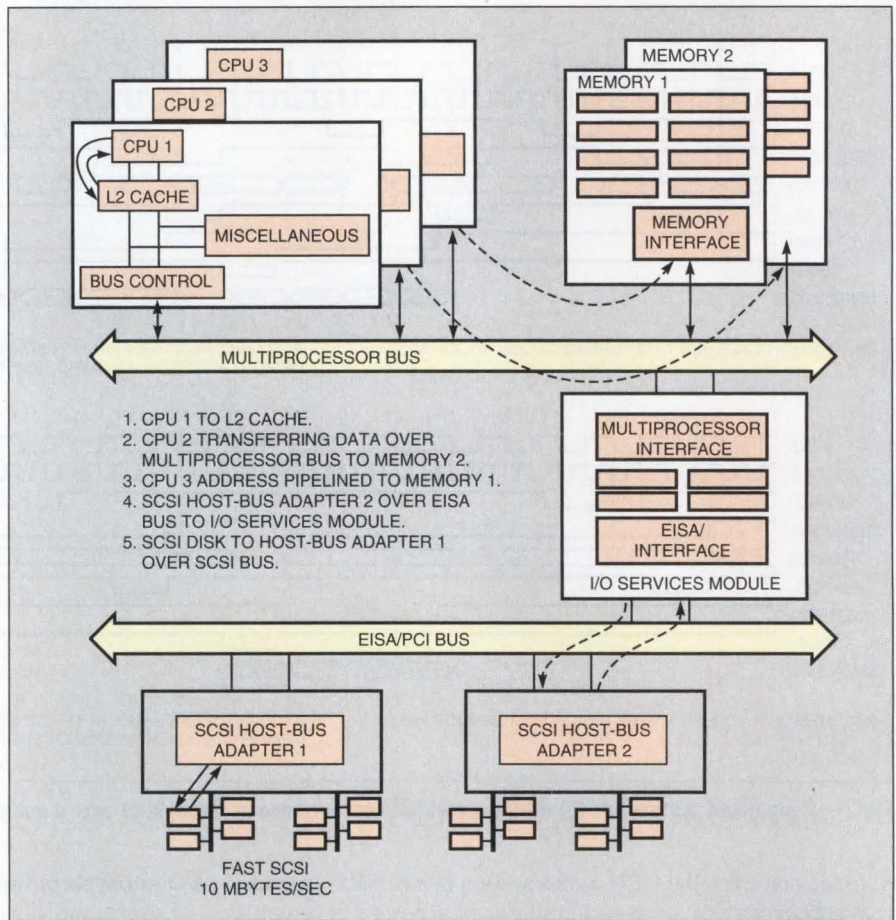 CPU 3
CPU 2
CPU 1
L2 CACHE
MISCELLANEOUS
BUS CONTROL
MEMORY 2
MEMORY 1
MEMORY
INTERFACE
MULTIPROCESSOR BUS
1. CPU 1 TO L2 CACHE.
2. CPU 2 TRANSFERRING DATA OVER
MULTIPROCESSOR BUS TO MEMORY 2.
3. CPU 3 ADDRESS PIPELINED TO MEMORY 1.
4. SCSI HOST-BUS ADAPTER 2 OVER EISA
BUS TO I/O SERVICES MODULE.
5. SCSI DISK TO HOST-BUS ADAPTER 1
OVER SCSI BUS.
MULTIPROCESSOR
INTERFACE
EISA/
INTERFACE
I/O SERVICES MODULE
EISA/PCI BUS
SCSI HOST-BUS
ADAPTER 1
SCSI HOST-BUS
ADAPTER 2
FAST SCSI
10 MBYTES/SEC